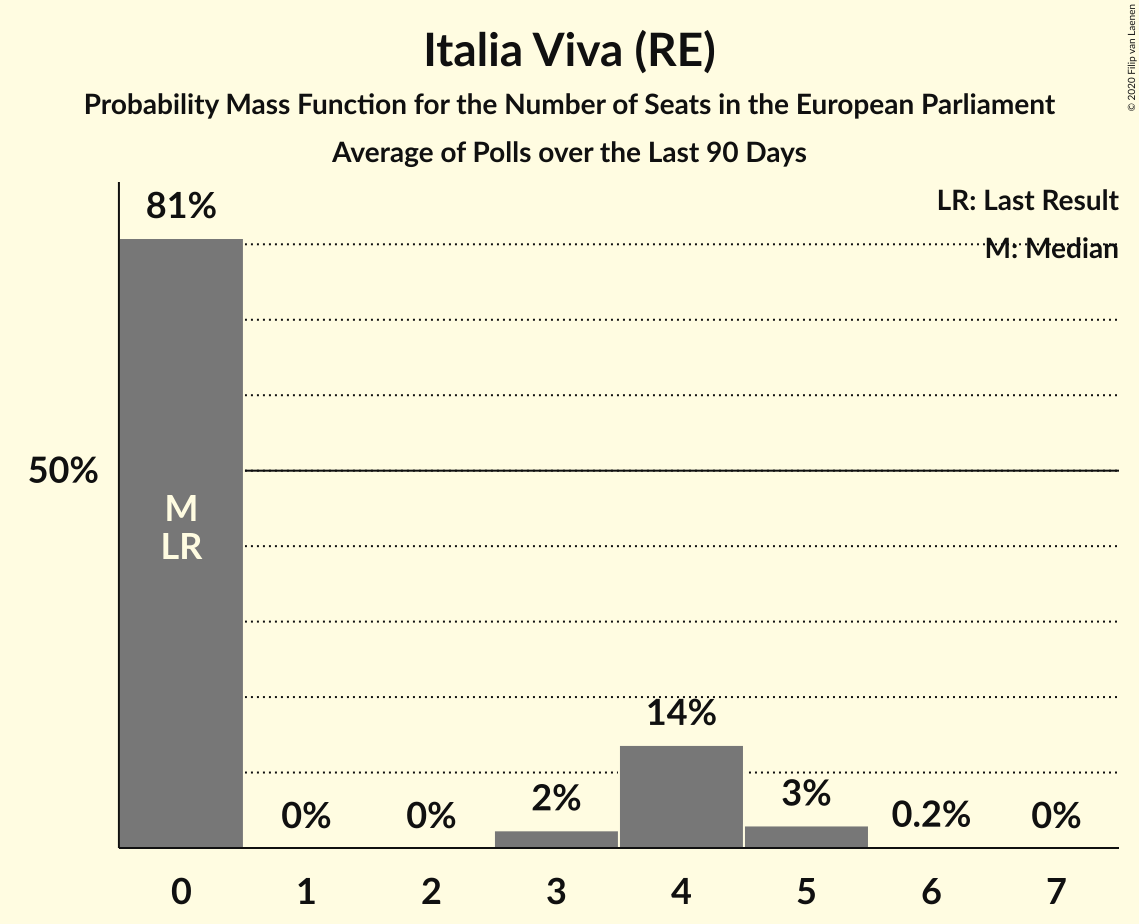 Italia Viva (RE)
Probability Mass Function for the Number of Seats in the European Parliament
Average of Polls over the Last 90 Days
© 2020 Filip van Laenen
LR: Last Result
M: Median
81%
50%
M
LR
0%
0%
2%
14%
3%
0.2%
0%
0
1
2
3
4
5
6
7